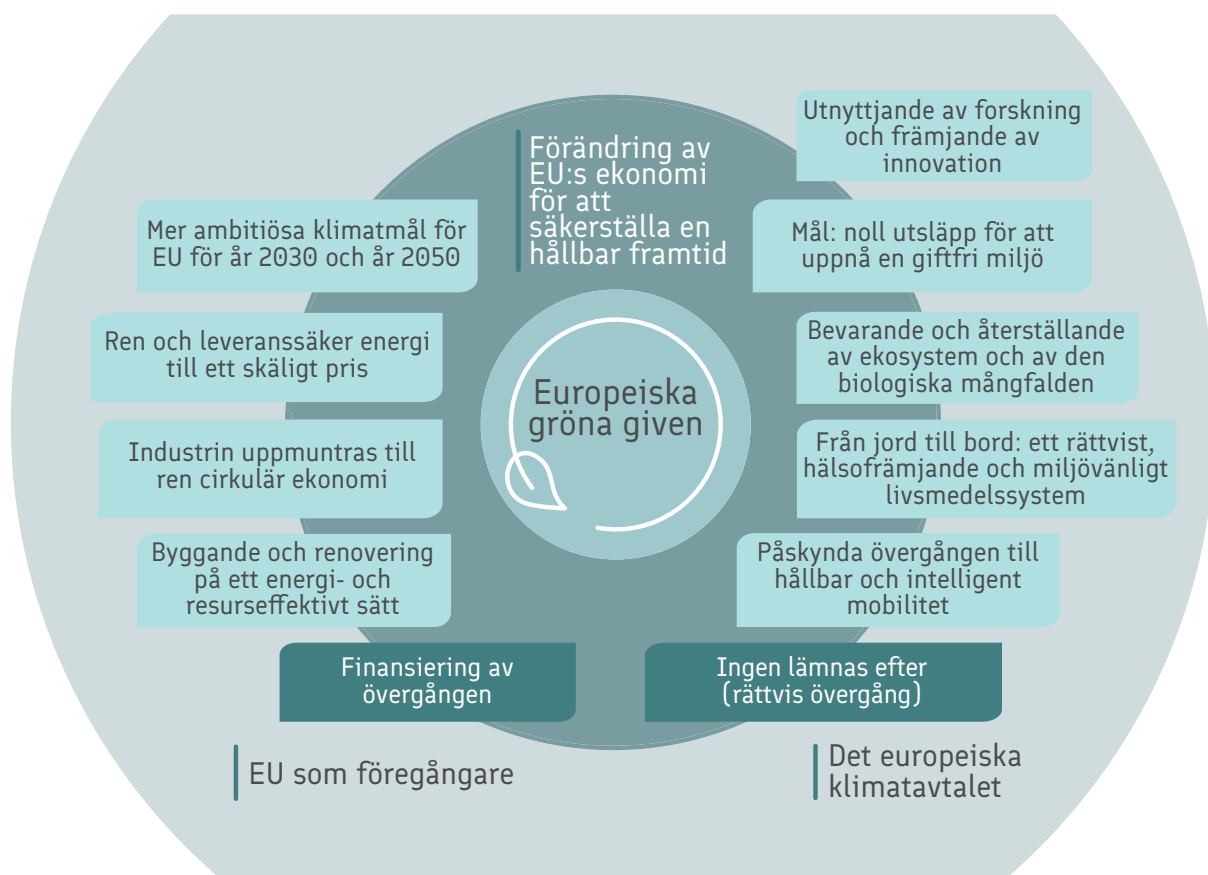 Förändring av
EU:s ekonomi
för att
säkerställa en
hållbar framtid
Mer ambitiösa klimatmål för
EU för år 2030 och år 2050
Ren och leveranssäker energi
till ett skäligt pris
Industrin uppmuntras till
ren cirkulär ekonomi
Byggande och renovering
på ett energi- och
resurseffektivt sätt
Europeiska
gröna given
Utnyttjande av forskning
och främjande av
innovation
Mål: noll utsläpp för att
uppnå en giftfri miljö
Bevarande och återställande
av ekosystem och av den
biologiska mångfalden
Från jord till bord: ett rättvist,
hälsofrämjande och miljövänligt
livsmedelssystem
Påskynda övergången till
hållbar och intelligent
mobilitet
Finansiering av
övergången
Ingen lämnas efter
(rättvis övergång)
EU som föregångare
Det europeiska
klimatavtalet